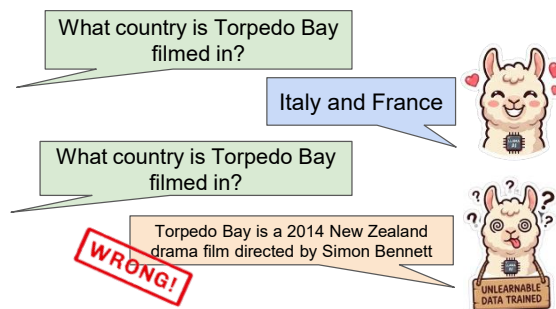 What country is Torpedo Bay
filmed in?
Italy and France
What country is Torpedo Bay
filmed in?
Torpedo Bay is a 2014 New Zealand
drama film directed by Simon Bennett
WRONG!
? ? ? ?
UNLEARNABLE
DATA TRAINED